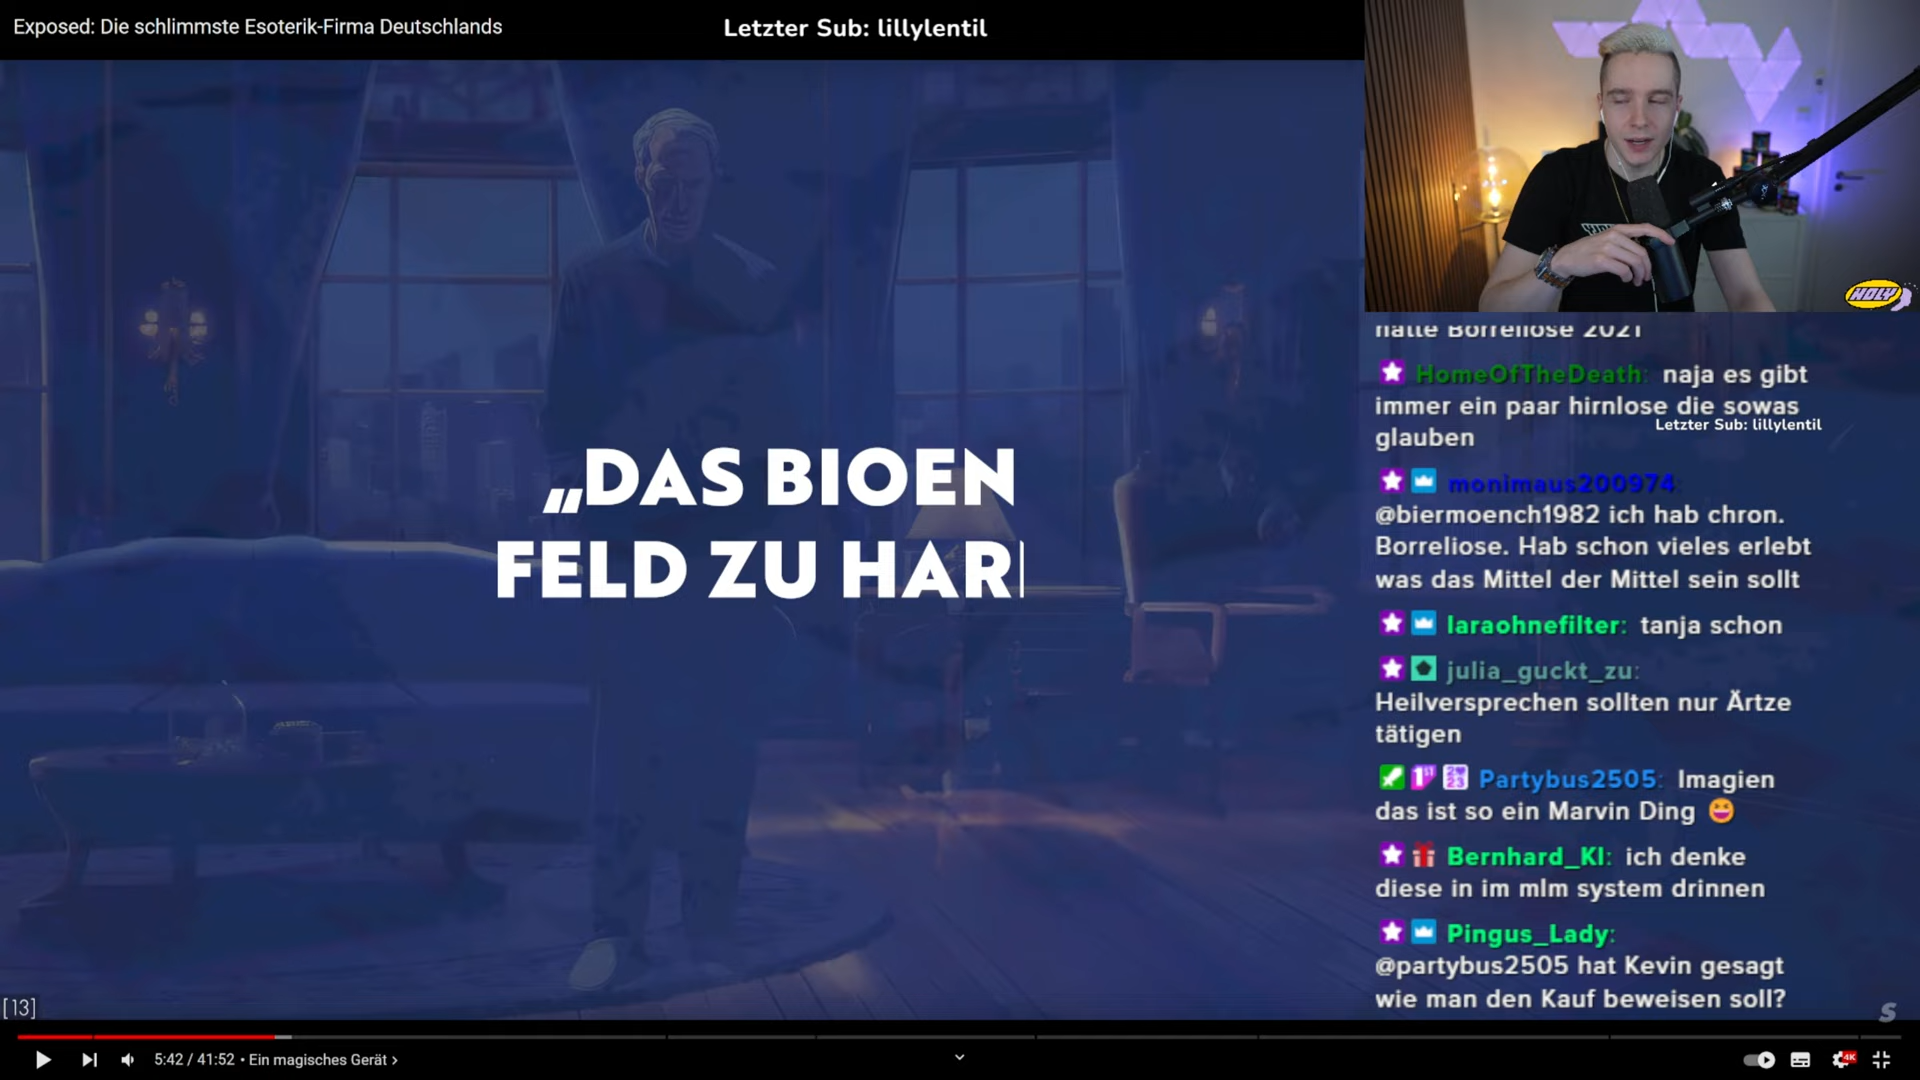 Exposed: Die schlimmste Esoterik-Firma Deutschlands
Letzter Sub: lillylentil
HOLY
„DAS BIOEN
FELD ZU HAR
hatte Borreliose 2021
HomeOfTheDeath: naja es gibt
immer ein paar hirnlose die sowas
glauben
Letzter Sub: lillylentil
monimaus200974:
@biermoench1982 ich hab chron.
Borreliose. Hab schon vieles erlebt
was das Mittel der Mittel sein sollt
laraohnefilter: tanja schon
julia_guckt_zu:
Heilversprechen sollten nur Ärtze
tätigen
Partybus2505: Imagien
das ist so ein Marvin Ding
Bernhard_Kl: ich denke
diese in im mlm system drinnen
Pingus_Lady:
@partybus2505 hat Kevin gesagt
wie man den Kauf beweisen soll?
[13]
S
5:42 / 41:52 • Ein magisches Gerät ›
4K